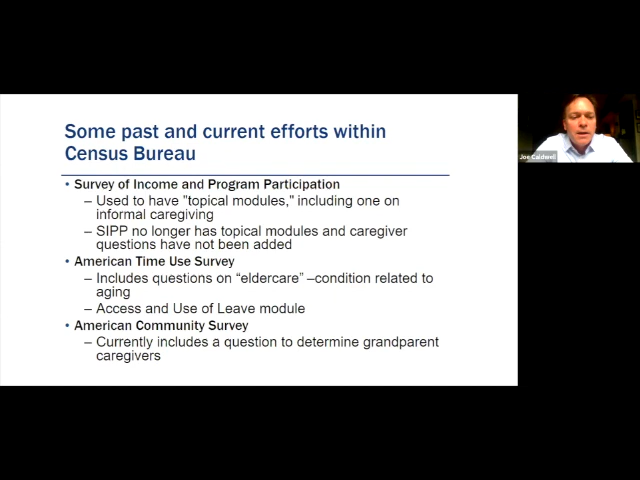 Some past and current efforts within
Census Bureau
• Survey of Income and Program Participation
– Used to have "topical modules," including one on
informal caregiving
– SIPP no longer has topical modules and caregiver
questions have not been added
• American Time Use Survey
– Includes questions on “eldercare” –condition related to
aging
– Access and Use of Leave module
• American Community Survey
– Currently includes a question to determine grandparent
caregivers
Joe Caldwell